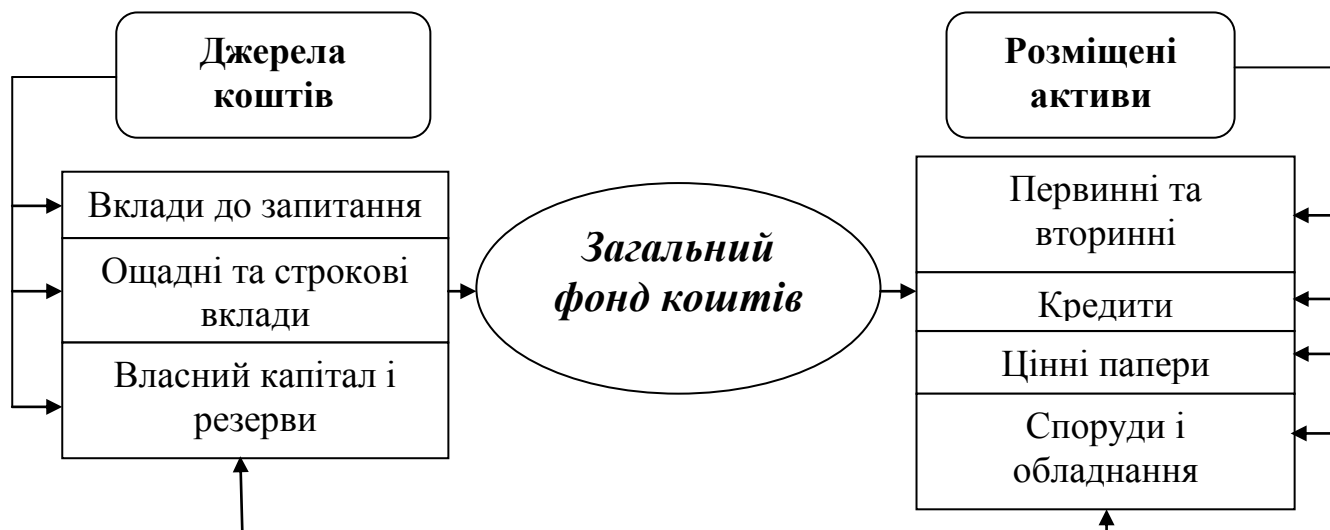 Джерела
коштів
Розміщені
активи
Вклади до запитання
Ощадні та строкові
вклади
Власний капітал і
резерви
Загальний
фонд коштів
Первинні та
вторинні
Кредити
Цінні папери
Споруди і
обладнання